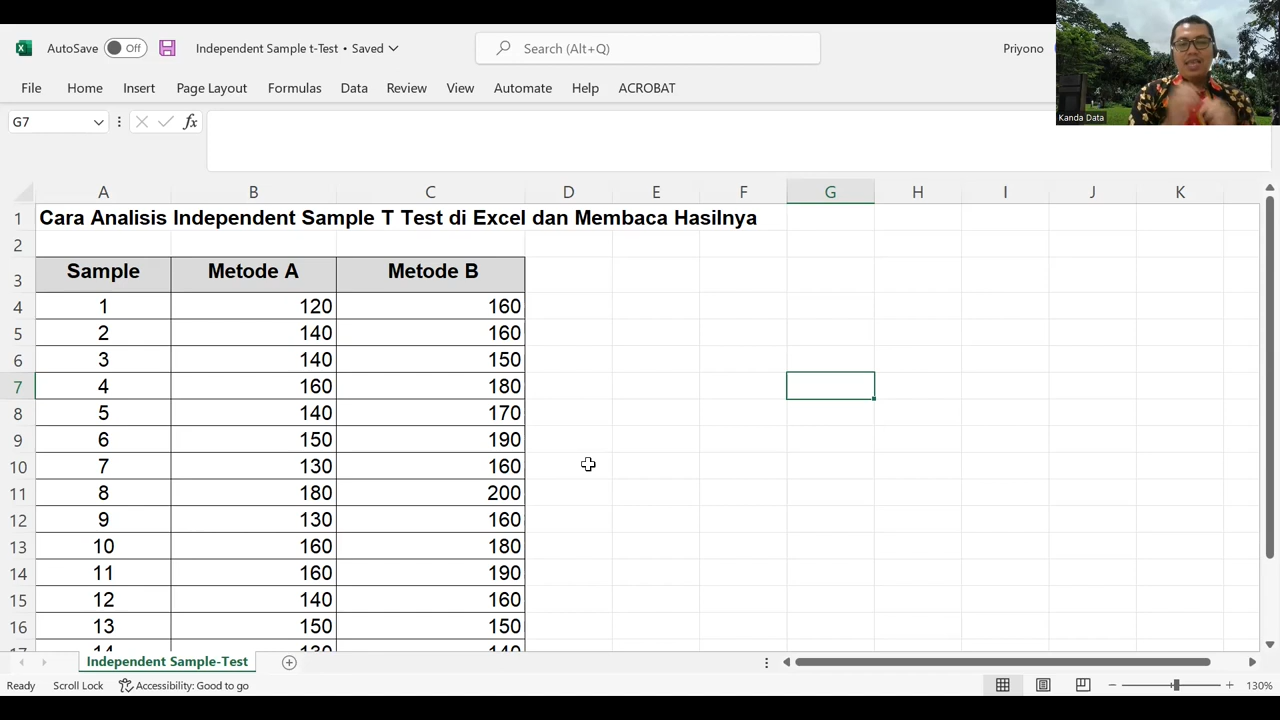 AutoSave Off Independent Sample t-Test • Saved Search (Alt+Q) Priyono
File Home Insert Page Layout Formulas Data Review View Automate Help ACROBAT
Kanda Data
G7 fx
A B C D E F G H I J K
1 Cara Analisis Independent Sample T Test di Excel dan Membaca Hasilnya
2
3 Sample Metode A Metode B
4 1 120 160
5 2 140 160
6 3 140 150
7 4 160 180
8 5 140 170
9 6 150 190
10 7 130 160
11 8 180 200
12 9 130 160
13 10 160 180
14 11 160 190
15 12 140 160
16 13 150 150
17 14 130 140
Independent Sample-Test
Ready Scroll Lock Accessibility: Good to go 130%